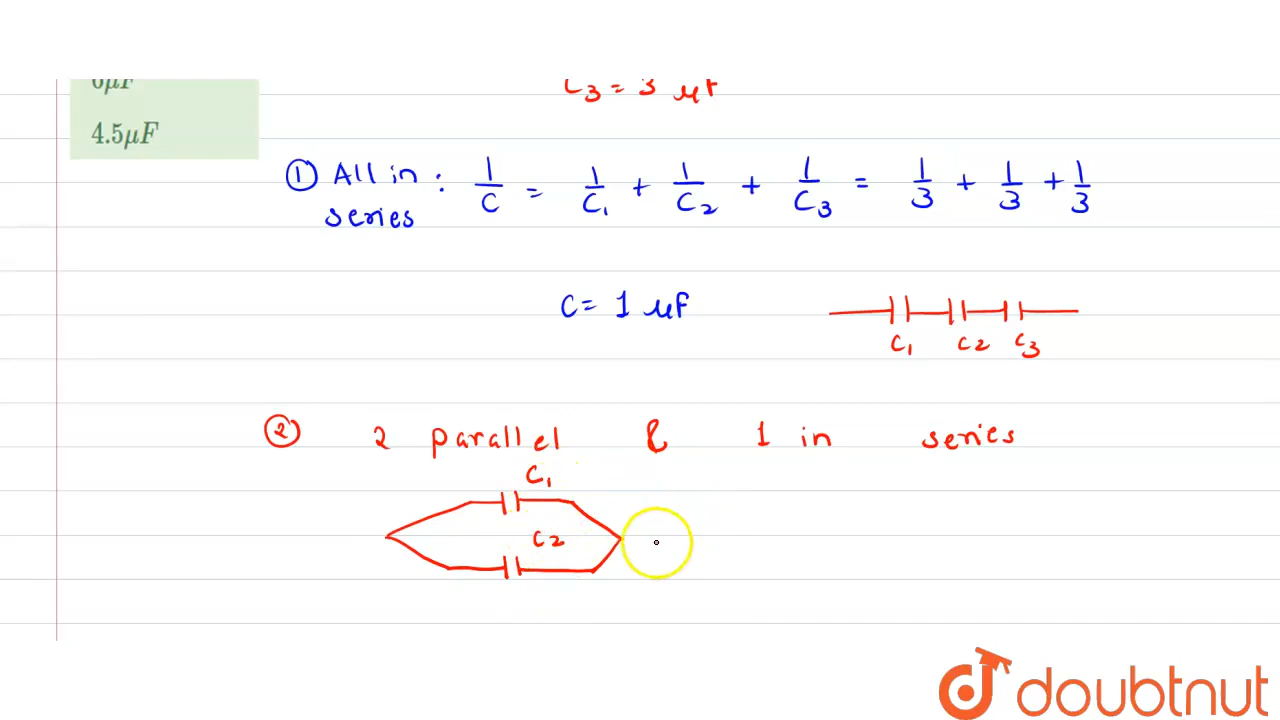 6μF
C3 = 3 μF
4.5μF
① All in series : 1/C = 1/C1 + 1/C2 + 1/C3 = 1/3 + 1/3 + 1/3
C = 1 μF
C1 C2 C3
② 2 parallel & 1 in series
C1
C2
doubtnut